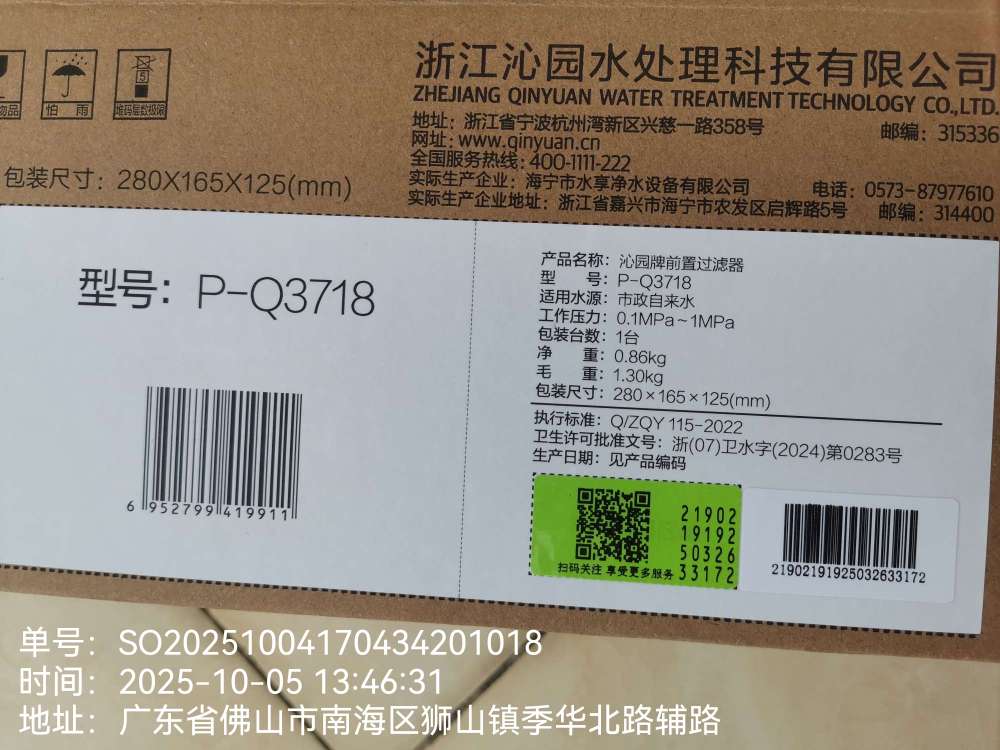 物品
怕 雨
5
堆码层数极限
包装尺寸：280X165X125(mm)
浙江沁园水处理科技有限公司
ZHEJIANG QINYUAN WATER TREATMENT TECHNOLOGY CO.,LTD.
地址：浙江省宁波杭州湾新区兴慈一路358号 邮编：315336
网址：www.qinyuan.cn
全国服务热线：400-1111-222
实际生产企业：海宁市水享净水设备有限公司 电话：0573-87977610
实际生产企业地址：浙江省嘉兴市海宁市农发区启辉路5号 邮编：314400
型号：P-Q3718
6 952799 419911
产品名称：沁园牌前置过滤器
型 号：P-Q3718
适用水源：市政自来水
工作压力：0.1MPa~1MPa
包装台数：1台
净 重：0.86kg
毛 重：1.30kg
包装尺寸：280×165×125(mm)
执行标准：Q/ZQY 115-2022
卫生许可批准文号：浙(07)卫水字(2024)第0283号
生产日期：见产品编码
21902
19192
50326
33172
扫码关注 享受更多服务
21902191925032633172
单号：SO20251004170434201018
时间：2025-10-05 13:46:31
地址：广东省佛山市南海区狮山镇季华北路辅路